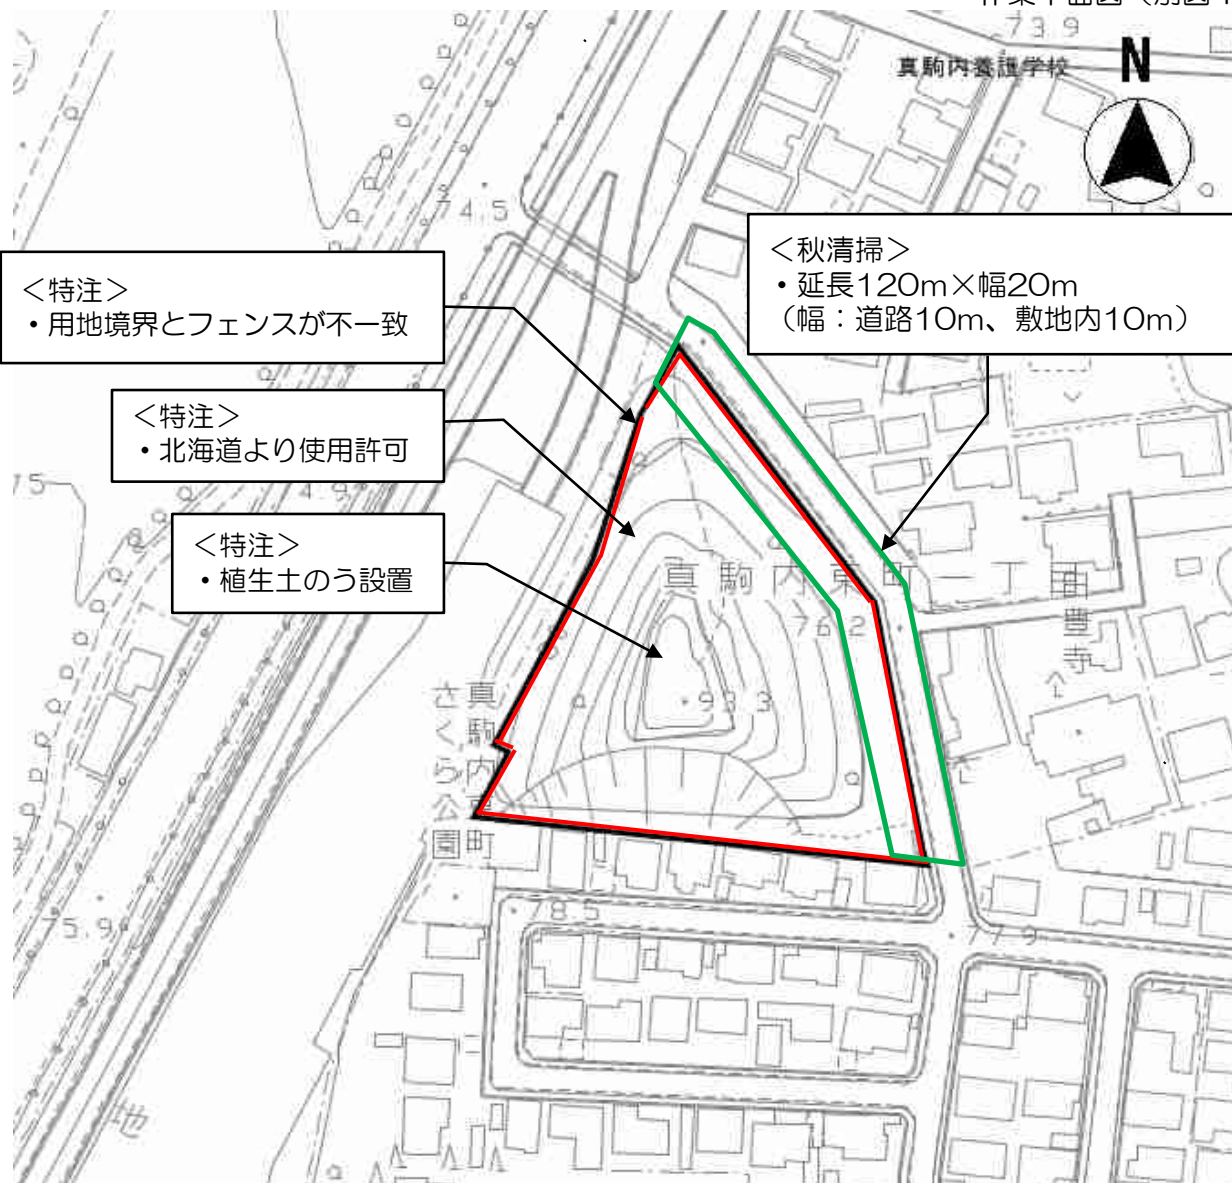 73.9
真駒内養護学校
N
74.5
＜秋清掃＞
・延長120m×幅20m
（幅：道路10m、敷地内10m）
＜特注＞
・用地境界とフェンスが不一致
＜特注＞
・北海道より使用許可
＜特注＞
・植生土のう設置
真駒内東町一丁目
76.2
曲豊寺
93.3
真駒内
さくら公園
町
78.5
77.9
75.9